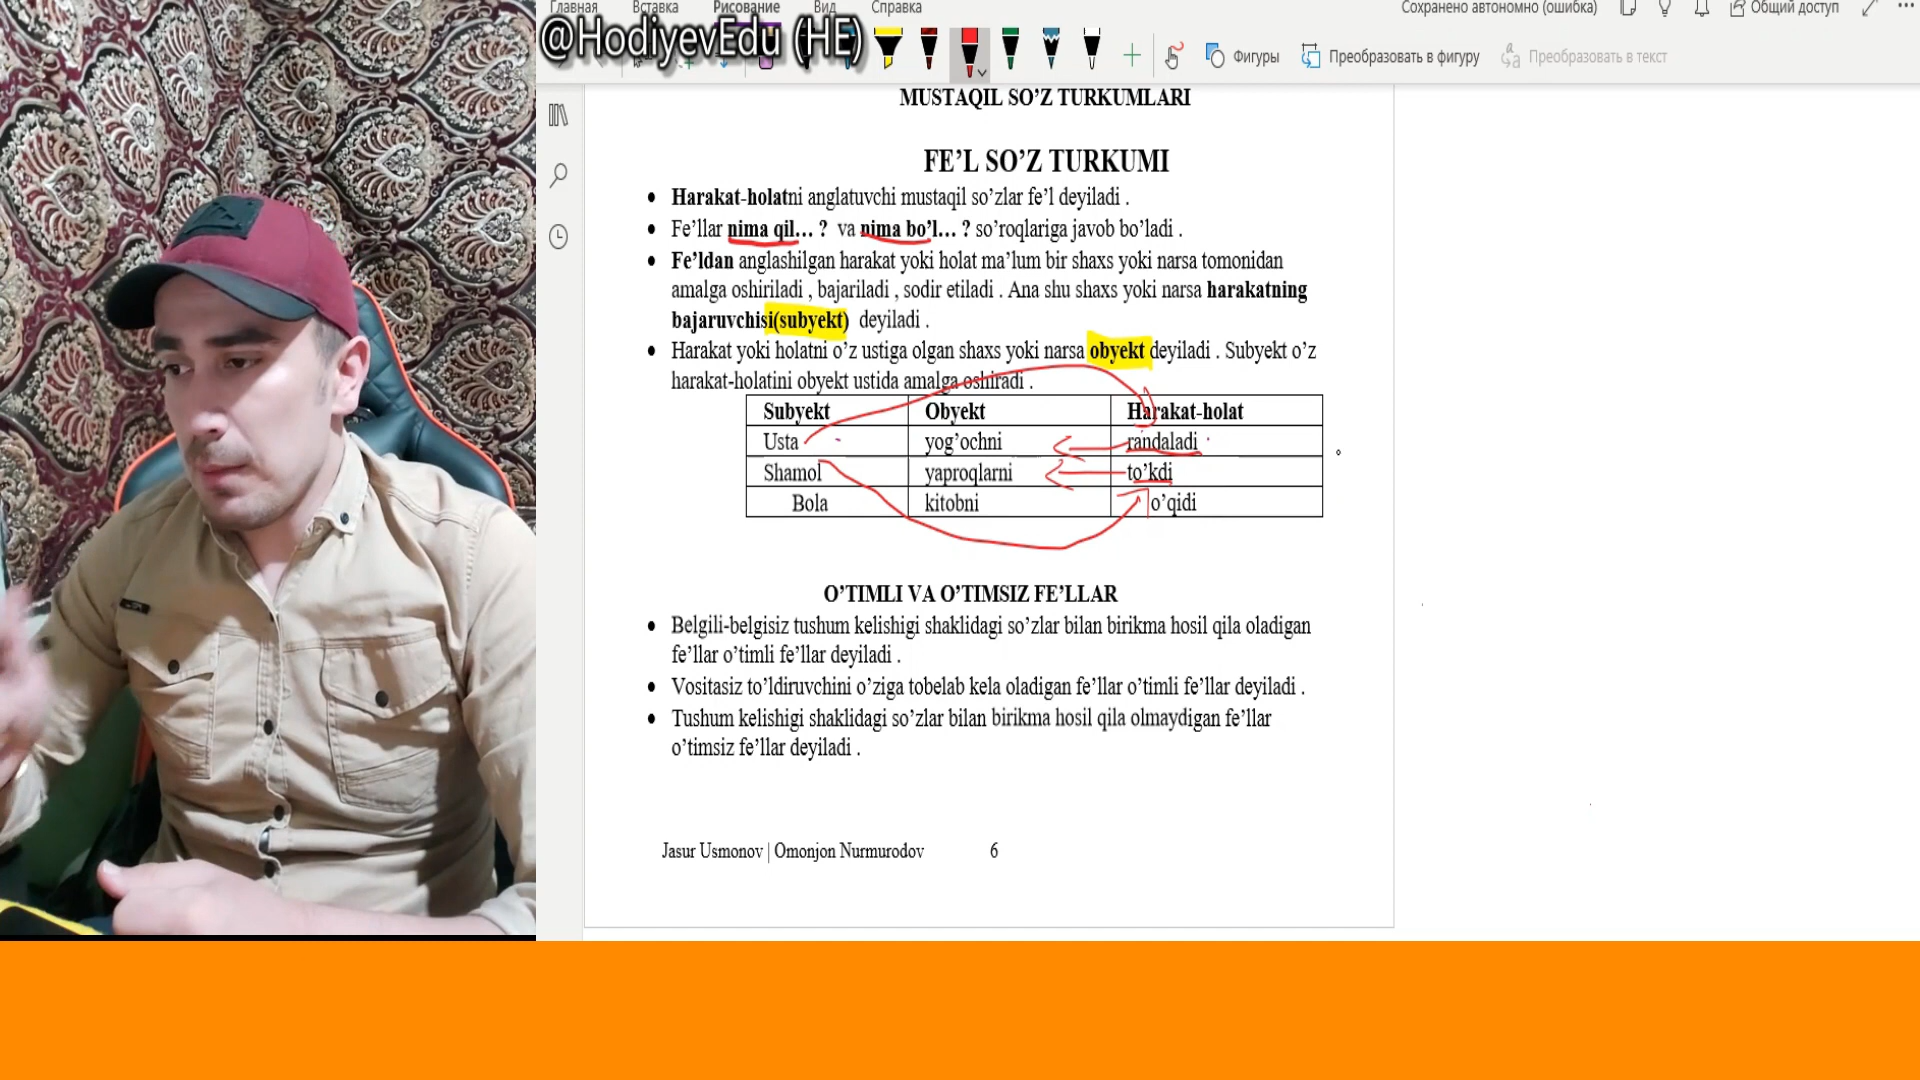 Главная Вставка Рисование Вид Справка Сохранено автономно (ошибка) Общий доступ
@HodiyevEdu (HE)
Фигуры Преобразовать в фигуру Преобразовать в текст
MUSTAQIL SO’Z TURKUMLARI
FE’L SO’Z TURKUMI
• Harakat-holatni anglatuvchi mustaqil so’zlar fe’l deyiladi .
• Fe’llar nima qil... ? va nima bo’l... ? so’roqlariga javob bo’ladi .
• Fe’ldan anglashilgan harakat yoki holat ma’lum bir shaxs yoki narsa tomonidan
amalga oshiriladi , bajariladi , sodir etiladi . Ana shu shaxs yoki narsa harakatning
bajaruvchisi(subyekt) deyiladi .
• Harakat yoki holatni o’z ustiga olgan shaxs yoki narsa obyekt deyiladi . Subyekt o’z
harakat-holatini obyekt ustida amalga oshiradi .
Subyekt Obyekt Harakat-holat
Usta yog’ochni randaladi
Shamol yaproqlarni to’kdi
Bola kitobni o’qidi
O’TIMLI VA O’TIMSIZ FE’LLAR
• Belgili-belgisiz tushum kelishigi shaklidagi so’zlar bilan birikma hosil qila oladigan
fe’llar o’timli fe’llar deyiladi .
• Vositasiz to’ldiruvchini o’ziga tobelab kela oladigan fe’llar o’timli fe’llar deyiladi .
• Tushum kelishigi shaklidagi so’zlar bilan birikma hosil qila olmaydigan fe’llar
o’timsiz fe’llar deyiladi .
Jasur Usmonov | Omonjon Nurmurodov 6